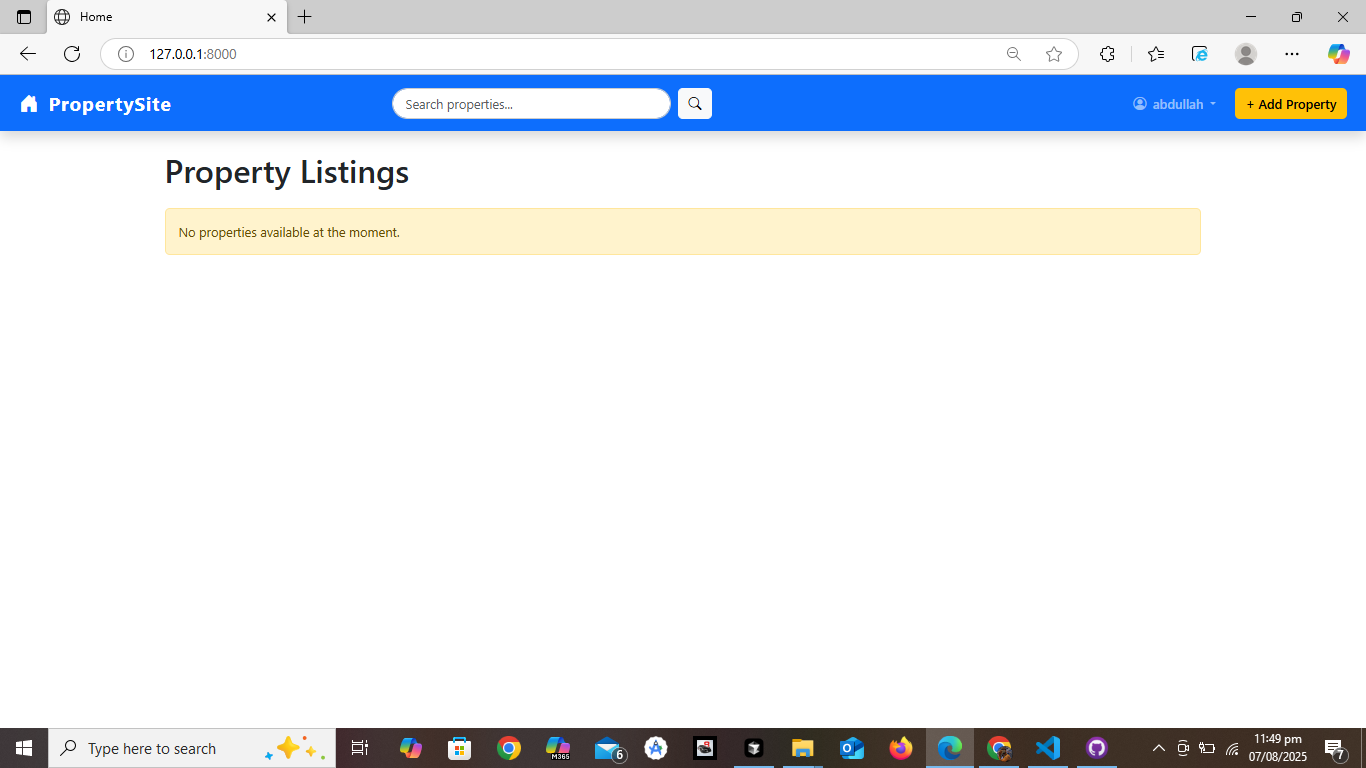 Home
127.0.0.1:8000
PropertySite
Search properties...
abdullah
+ Add Property
Property Listings
No properties available at the moment.
Type here to search
M365
6
11:49 pm
07/08/2025
7